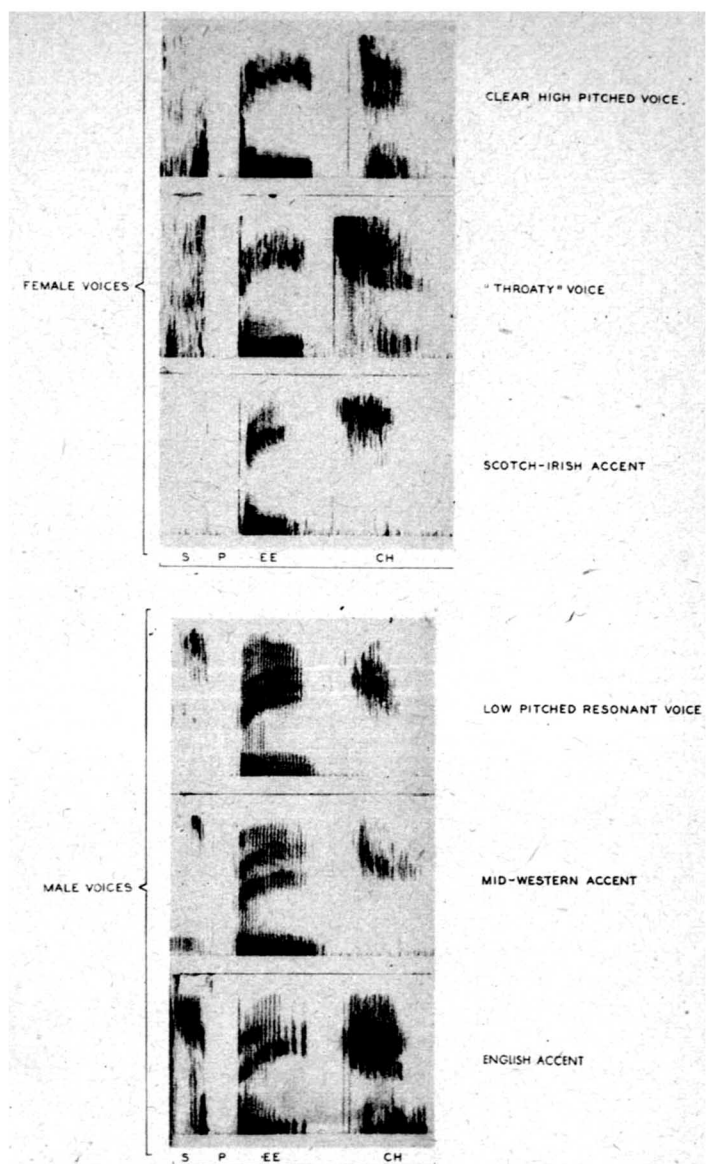 CLEAR HIGH PITCHED VOICE.
FEMALE VOICES
"THROATY" VOICE
SCOTCH-IRISH ACCENT
S P EE CH
LOW PITCHED RESONANT VOICE
MID-WESTERN ACCENT
MALE VOICES
ENGLISH ACCENT
S P EE CH